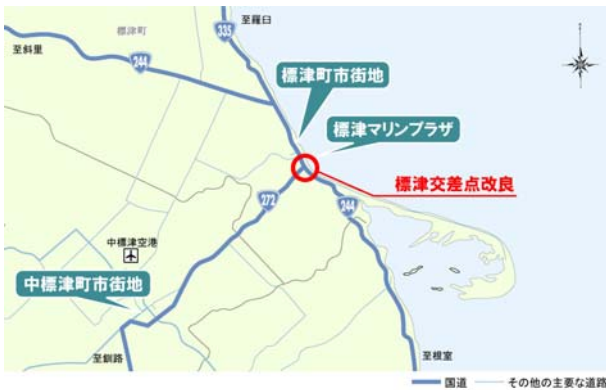 至羅臼
335
標津町
至斜里
244
標津町市街地
標津マリンプラザ
標津交差点改良
272
244
中標津空港
中標津町市街地
至釧路
至根室
国道
その他の主要な道路